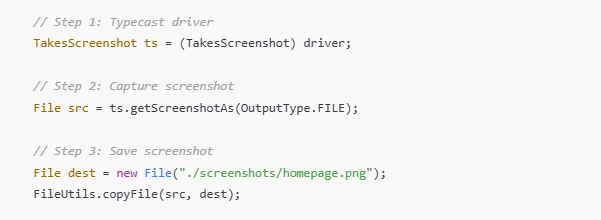 // Step 1: Typecast driver
TakesScreenshot ts = (TakesScreenshot) driver;
// Step 2: Capture screenshot
File src = ts.getScreenshotAs(OutputType.FILE);
// Step 3: Save screenshot
File dest = new File("./screenshots/homepage.png");
FileUtils.copyFile(src, dest);